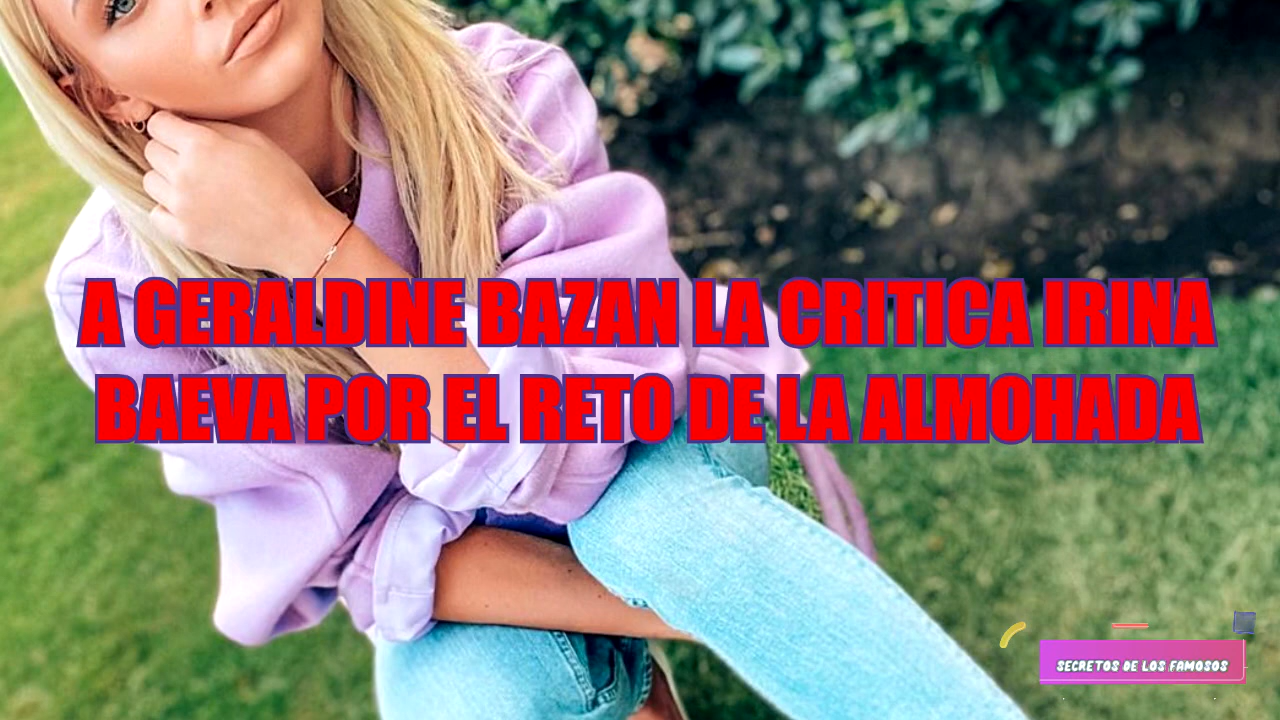 A GERALDINE BAZAN LA CRITICA IRINA
BAEVA POR EL RETO DE LA ALMOHADA
SECRETOS DE LOS FAMOSOS